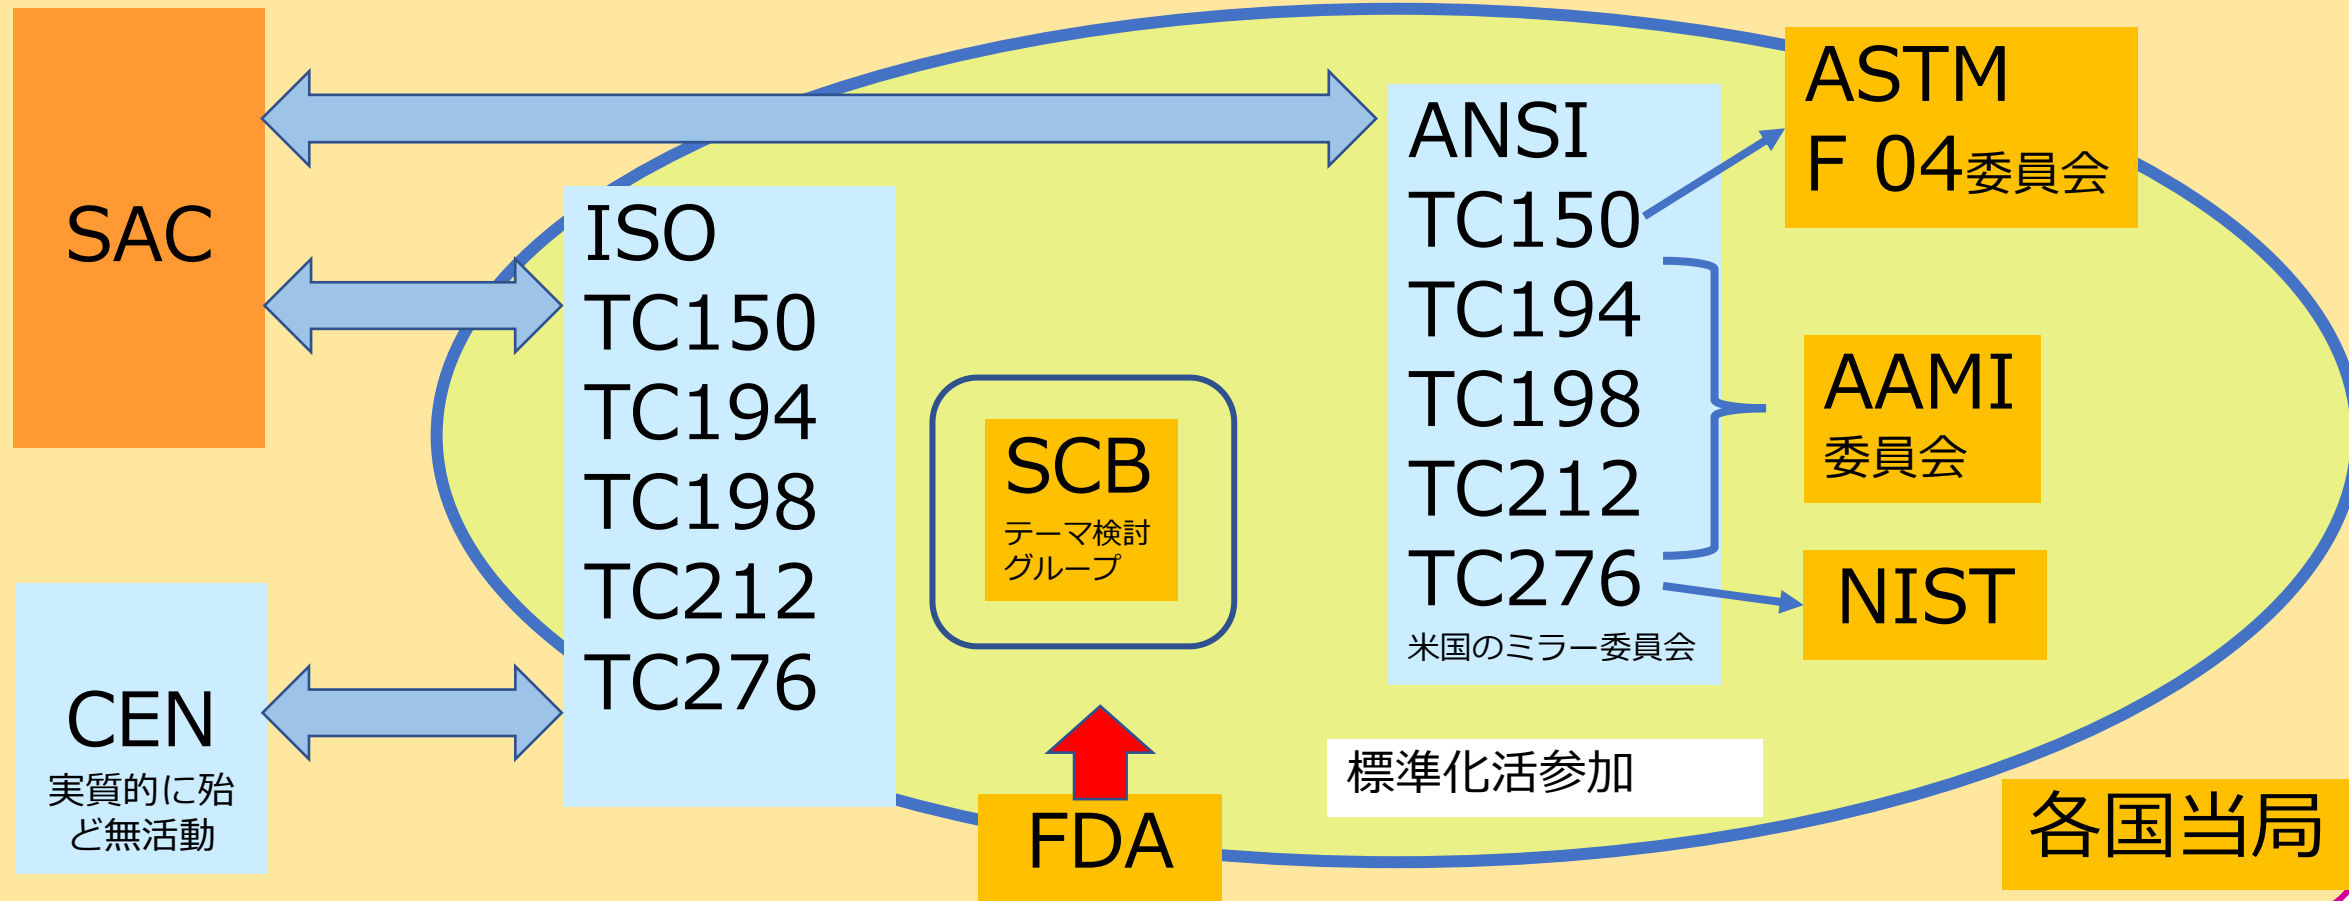 SAC
CEN
実質的に殆
ど無活動
ISO
TC150
TC194
TC198
TC212
TC276
SCB
テーマ検討
グループ
FDA
ANSI
TC150
TC194
TC198
TC212
TC276
米国のミラー委員会
標準化活参加
ASTM
F 04委員会
AAMI
委員会
NIST
各国当局